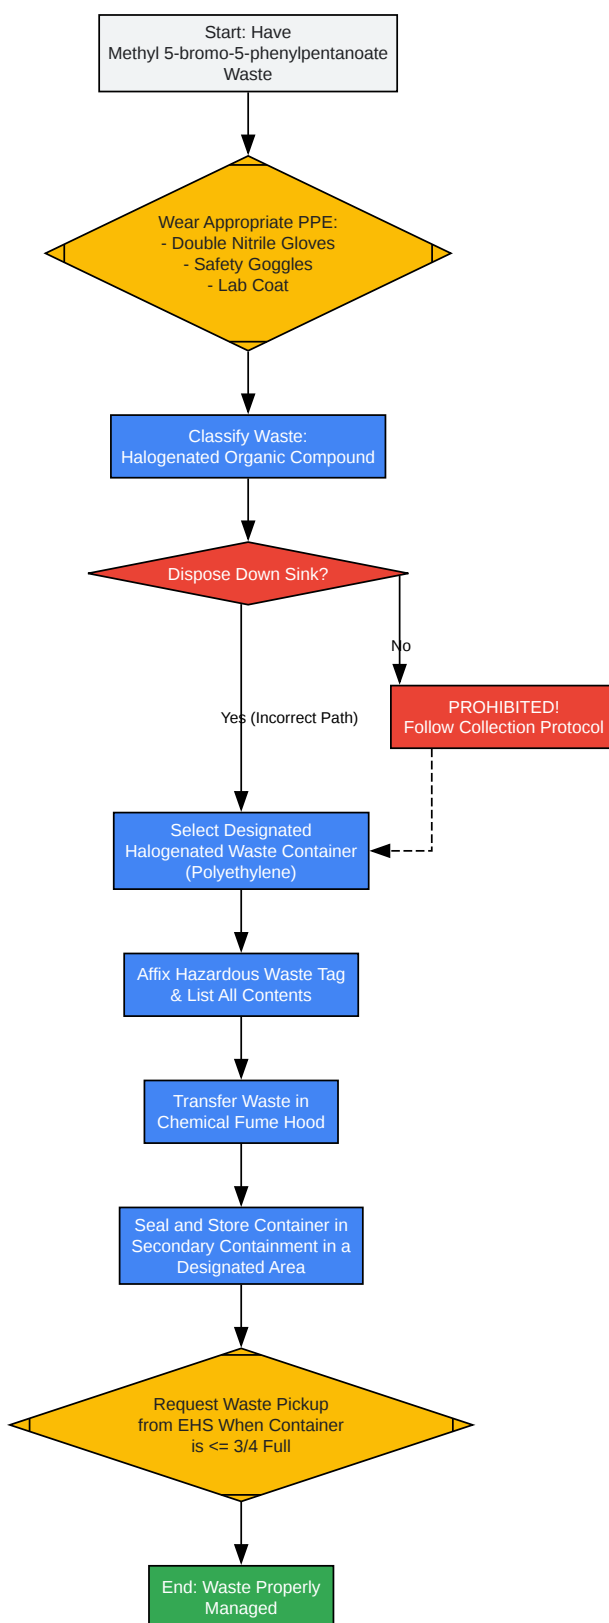 Start: Have
Methyl 5-bromo-5-phenylpentanoate
Waste
Wear Appropriate PPE:
- Double Nitrile Gloves
- Safety Goggles
- Lab Coat
Classify Waste:
Halogenated Organic Compound
Dispose Down Sink?
No
PROHIBITED!
Follow Collection Protocol
Yes (Incorrect Path)
Select Designated
Halogenated Waste Container
(Polyethylene)
Affix Hazardous Waste Tag
& List All Contents
Transfer Waste in
Chemical Fume Hood
Seal and Store Container in
Secondary Containment in a
Designated Area
Request Waste Pickup
from EHS When Container
is <= 3/4 Full
End: Waste Properly
Managed